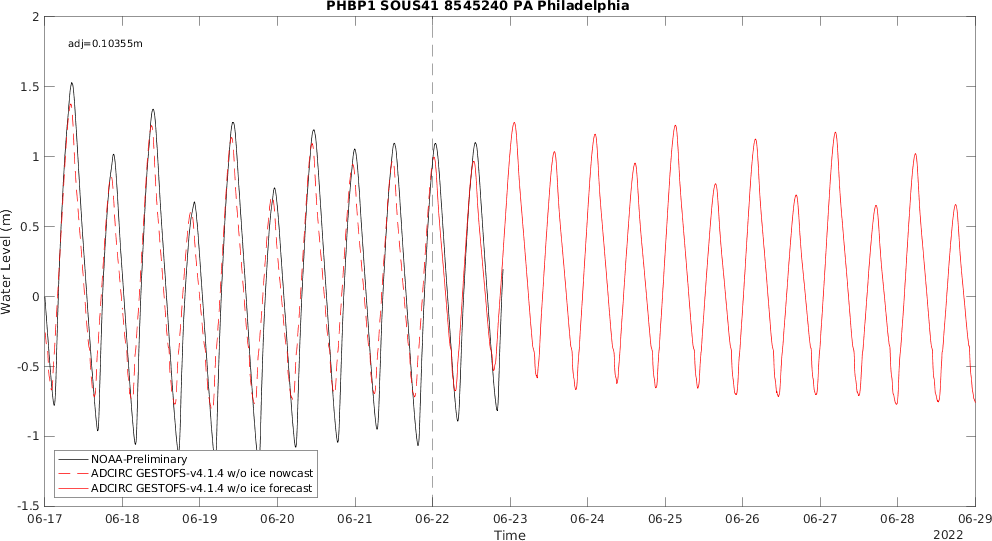 PHBP1 SOUS41 8545240 PA Philadelphia
adj=0.10355m
2
1.5
1
0.5
0
-0.5
-1
-1.5
Water Level (m)
NOAA-Preliminary
ADCIRC GESTOFS-v4.1.4 w/o ice nowcast
ADCIRC GESTOFS-v4.1.4 w/o ice forecast
06-17 06-18 06-19 06-20 06-21 06-22 06-23 06-24 06-25 06-26 06-27 06-28 06-29
Time
2022